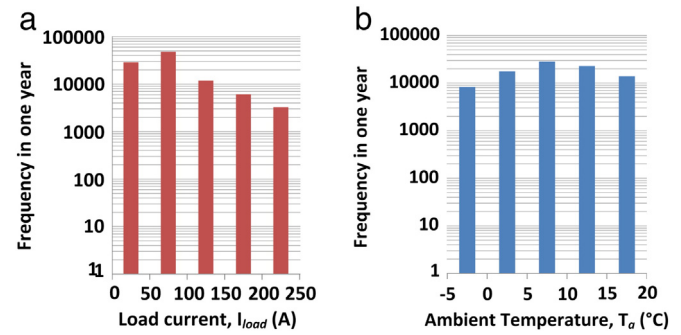 a
100000
10000
1000
100
10
1
1
0 50 100 150 200 250
Load current, Iload (A)
Frequency in one year
b
100000
10000
1000
100
10
1
-5 0 5 10 15 20
Ambient Temperature, Ta (°C)
Frequency in one year